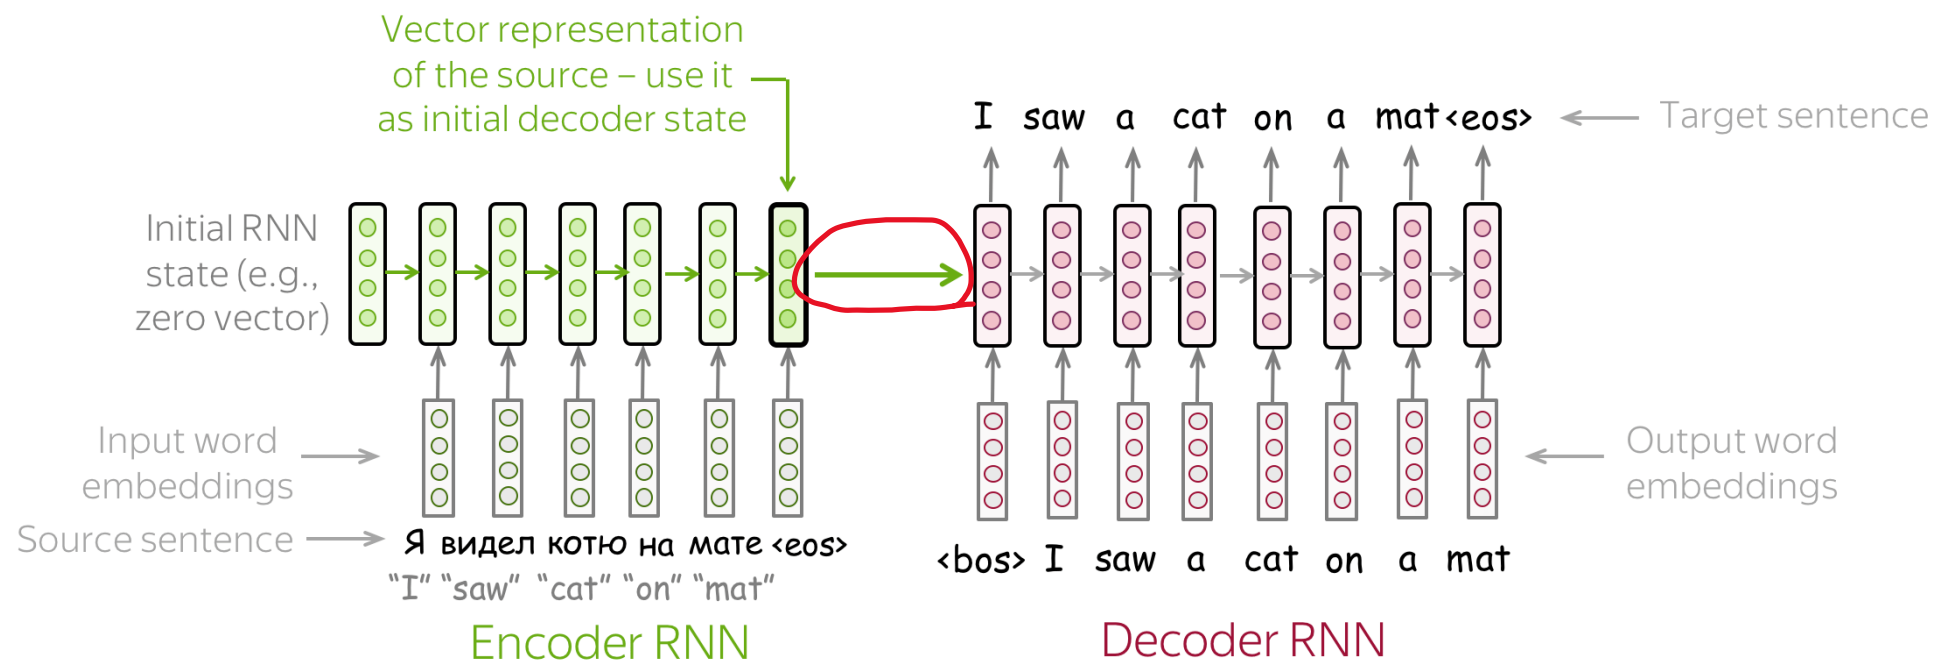 Vector representation
of the source – use it
as initial decoder state
I saw a cat on a mat <eos>
Target sentence
Initial RNN
state (e.g.,
zero vector)
Input word
embeddings
Output word
embeddings
Source sentence
Я видел котю на мате <eos>
"I" "saw" "cat" "on" "mat"
<bos> I saw a cat on a mat
Encoder RNN
Decoder RNN